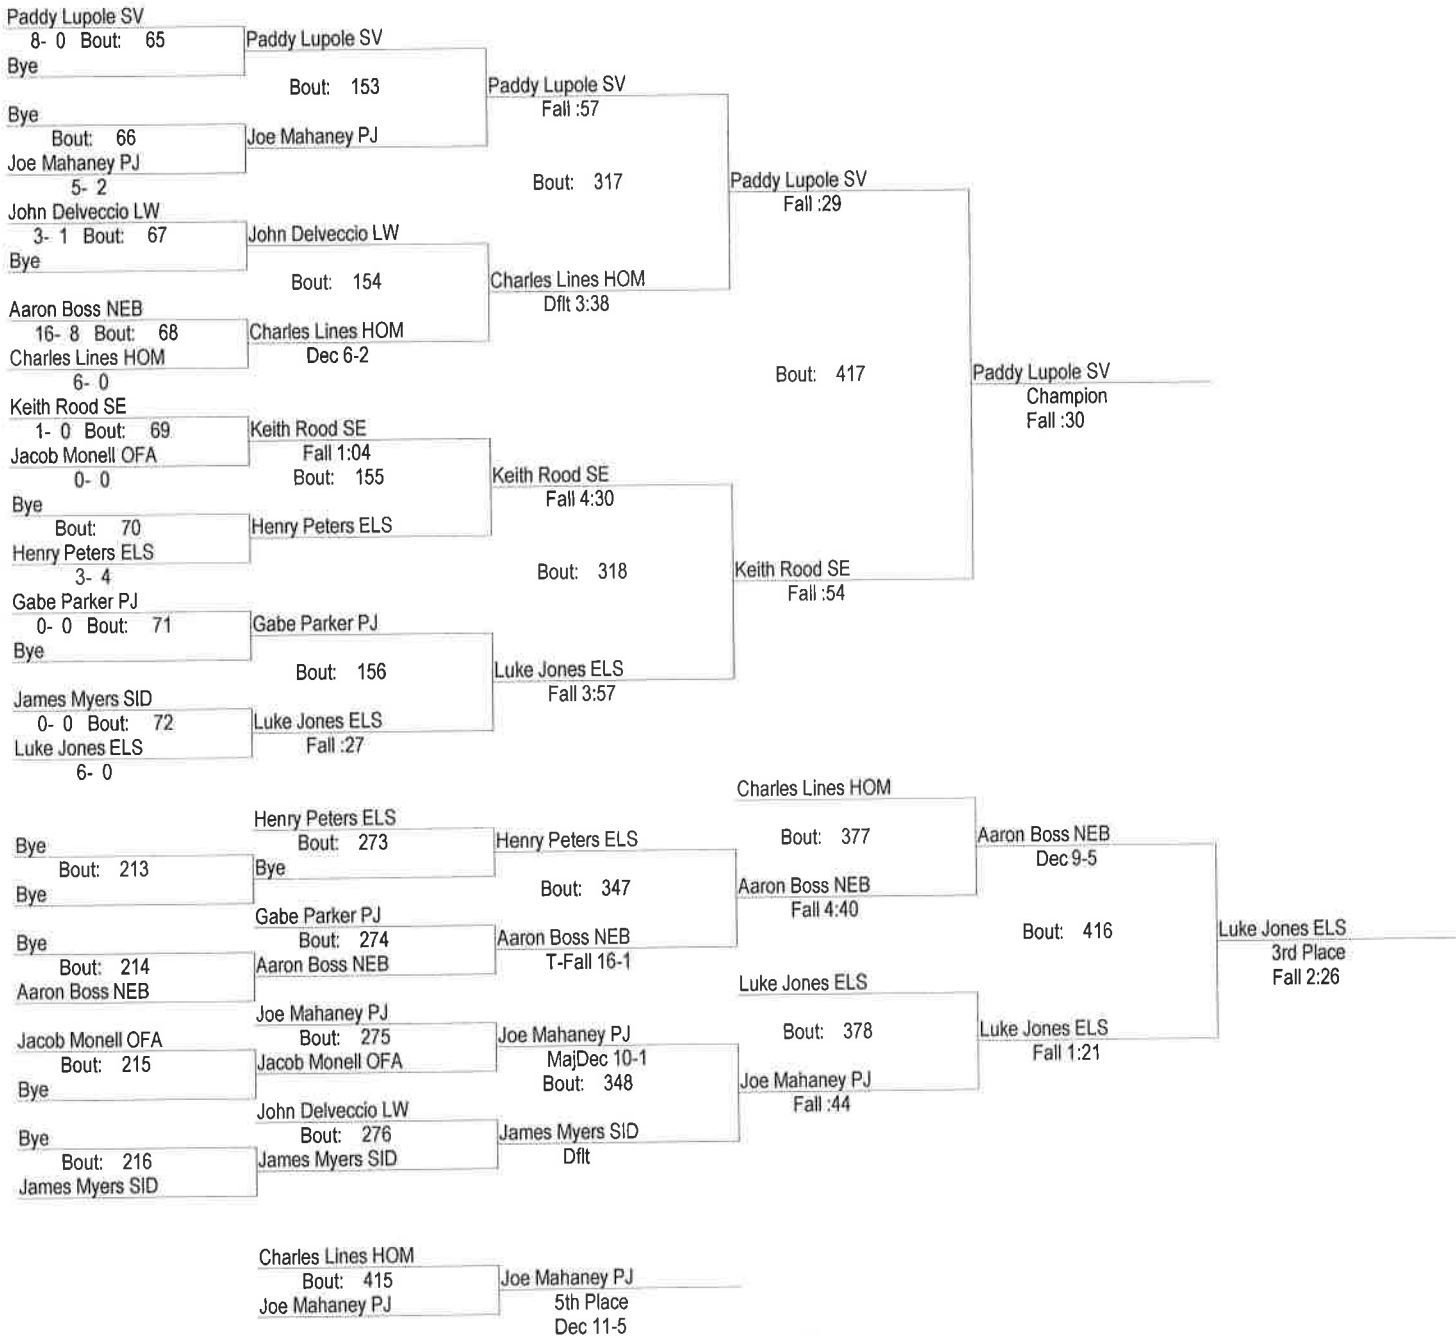 Paddy Lupole SV
8- 0 Bout: 65
Bye
Paddy Lupole SV
Bout: 153
Bye
Bout: 66
Joe Mahaney PJ
5- 2
Joe Mahaney PJ
Paddy Lupole SV
Fall :57
Bout: 317
John Delveccio LW
3- 1 Bout: 67
Bye
John Delveccio LW
Bout: 154
Aaron Boss NEB
16- 8 Bout: 68
Charles Lines HOM
6- 0
Charles Lines HOM
Dec 6-2
Charles Lines HOM
Dflt 3:38
Paddy Lupole SV
Fall :29
Bout: 417
Paddy Lupole SV
Champion
Fall :30
Keith Rood SE
1- 0 Bout: 69
Jacob Monell OFA
0- 0
Keith Rood SE
Fall 1:04
Bout: 155
Bye
Bout: 70
Henry Peters ELS
3- 4
Henry Peters ELS
Keith Rood SE
Fall 4:30
Bout: 318
Keith Rood SE
Fall :54
Gabe Parker PJ
0- 0 Bout: 71
Bye
Gabe Parker PJ
Bout: 156
James Myers SID
0- 0 Bout: 72
Luke Jones ELS
6- 0
Luke Jones ELS
Fall :27
Luke Jones ELS
Fall 3:57
Bye
Bout: 213
Bye
Henry Peters ELS
Bout: 273
Bye
Henry Peters ELS
Bout: 347
Bye
Bout: 214
Aaron Boss NEB
Gabe Parker PJ
Bout: 274
Aaron Boss NEB
Aaron Boss NEB
T-Fall 16-1
Charles Lines HOM
Bout: 377
Aaron Boss NEB
Fall 4:40
Aaron Boss NEB
Dec 9-5
Bout: 416
Luke Jones ELS
3rd Place
Fall 2:26
Jacob Monell OFA
Bout: 215
Bye
Joe Mahaney PJ
Bout: 275
Jacob Monell OFA
Joe Mahaney PJ
MajDec 10-1
Bout: 348
Bye
Bout: 216
James Myers SID
John Delveccio LW
Bout: 276
James Myers SID
James Myers SID
Dflt
Luke Jones ELS
Bout: 378
Joe Mahaney PJ
Fall :44
Luke Jones ELS
Fall 1:21
Charles Lines HOM
Bout: 415
Joe Mahaney PJ
Joe Mahaney PJ
5th Place
Dec 11-5